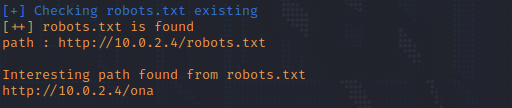 [+] Checking robots.txt existing
[++] robots.txt is found
path : http://10.0.2.4/robots.txt
Interesting path found from robots.txt
http://10.0.2.4/ona